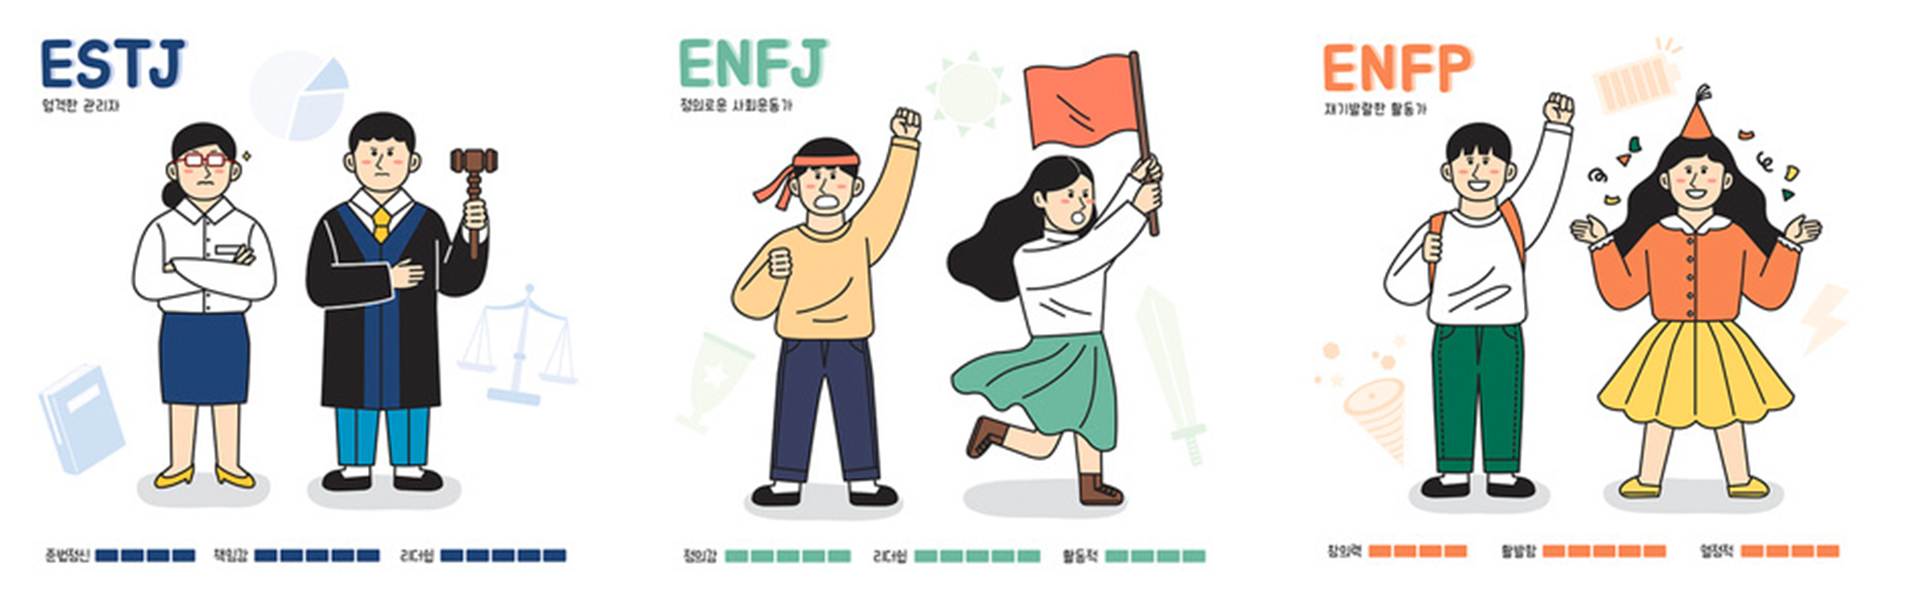 ESTJ
엄격한 관리자
준법정신 책임감 리더쉽
ENFJ
정의로운 사회운동가
정의감 리더쉽 활동적
ENFP
재기발랄한 활동가
창의력 활발함 열정적